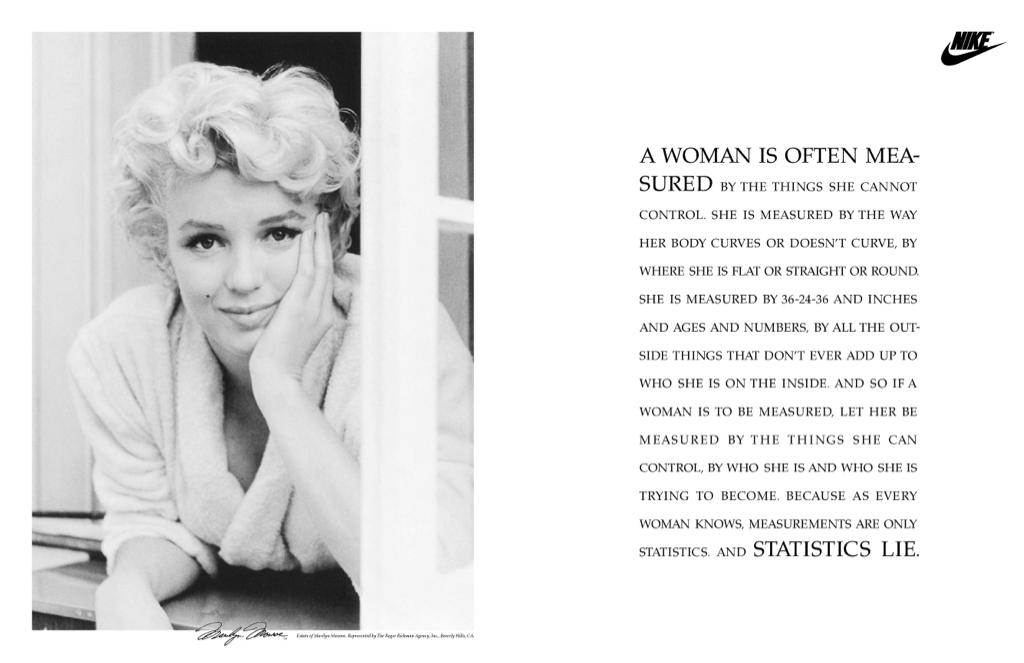 NIKE
A WOMAN IS OFTEN MEA-
SURED BY THE THINGS SHE CANNOT
CONTROL. SHE IS MEASURED BY THE WAY
HER BODY CURVES OR DOESN'T CURVE, BY
WHERE SHE IS FLAT OR STRAIGHT OR ROUND.
SHE IS MEASURED BY 36-24-36 AND INCHES
AND AGES AND NUMBERS, BY ALL THE OUT-
SIDE THINGS THAT DON'T EVER ADD UP TO
WHO SHE IS ON THE INSIDE. AND SO IF A
WOMAN IS TO BE MEASURED, LET HER BE
MEASURED BY THE THINGS SHE CAN
CONTROL, BY WHO SHE IS AND WHO SHE IS
TRYING TO BECOME. BECAUSE AS EVERY
WOMAN KNOWS, MEASUREMENTS ARE ONLY
STATISTICS. AND STATISTICS LIE.
Marilyn Monroe Estate of Marilyn Monroe. Represented by The Roger Richman Agency, Inc., Beverly Hills, CA.